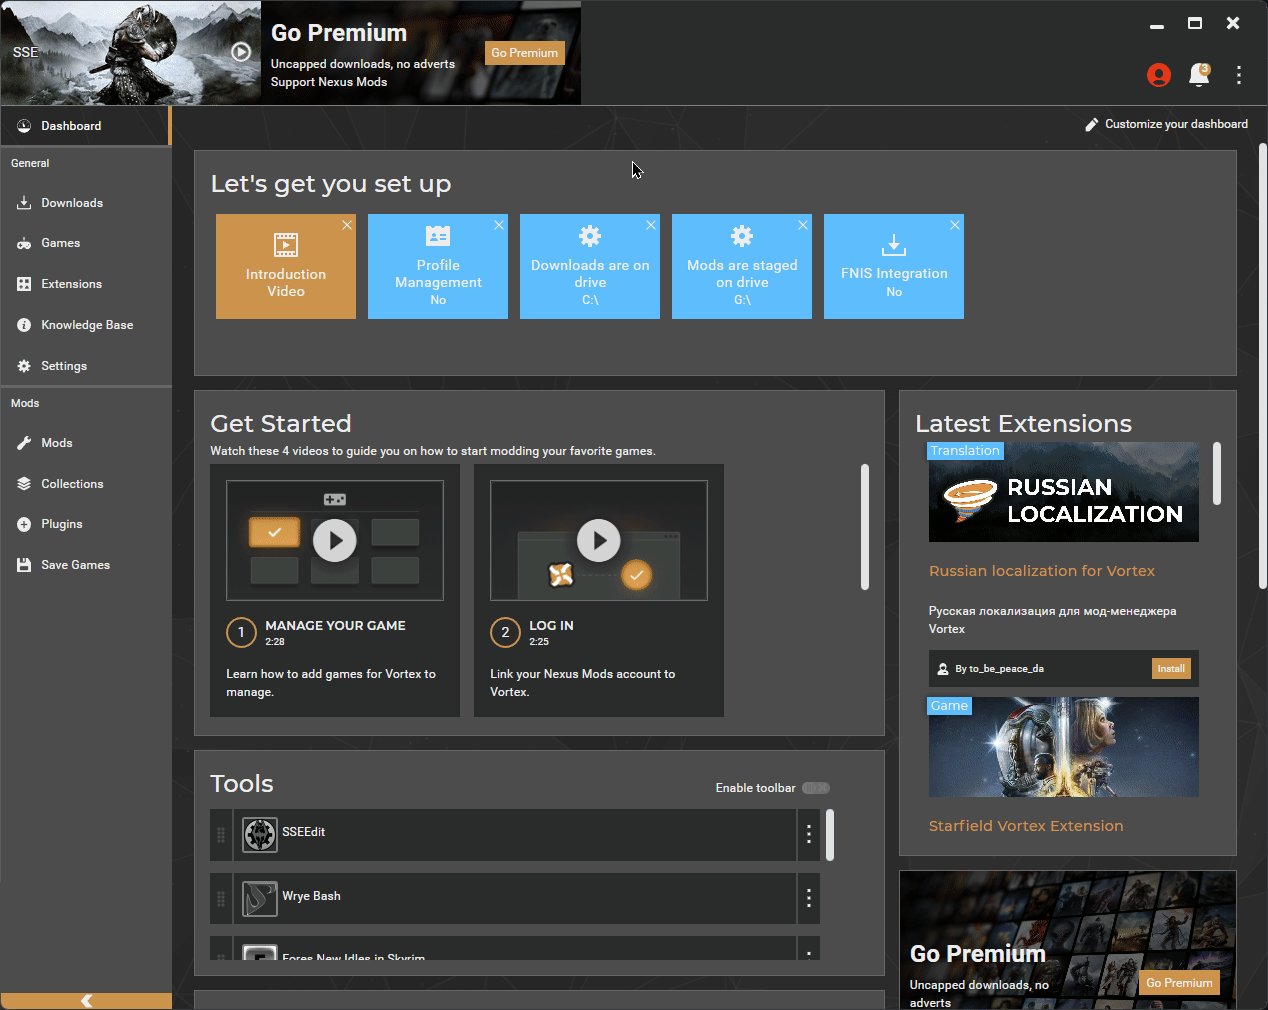 SSE
Go Premium
Uncapped downloads, no adverts
Support Nexus Mods
Go Premium
3
Dashboard
Customize your dashboard
General
Downloads
Games
Extensions
Knowledge Base
Settings
Mods
Mods
Collections
Plugins
Save Games
Let's get you set up
Introduction
Video
Profile
Management
No
Downloads are on
drive
C:\
Mods are staged
on drive
G:\
FNIS Integration
No
Get Started
Watch these 4 videos to guide you on how to start modding your favorite games.
1
MANAGE YOUR GAME
2:28
Learn how to add games for Vortex to
manage.
2
LOG IN
2:25
Link your Nexus Mods account to
Vortex.
Latest Extensions
Translation
RUSSIAN
LOCALIZATION
Russian localization for Vortex
Русская локализация для мод-менеджера
Vortex
By to_be_peace_da
Install
Game
Starfield Vortex Extension
Tools
Enable toolbar
SSEEdit
Wrye Bash
Fores New Idles in Skyrim
Go Premium
Uncapped downloads, no
adverts
Go Premium